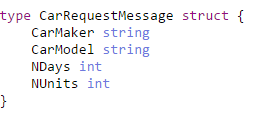 type CarRequestMessage struct {
    CarMaker string
    CarModel string
    NDays int
    NUnits int
}